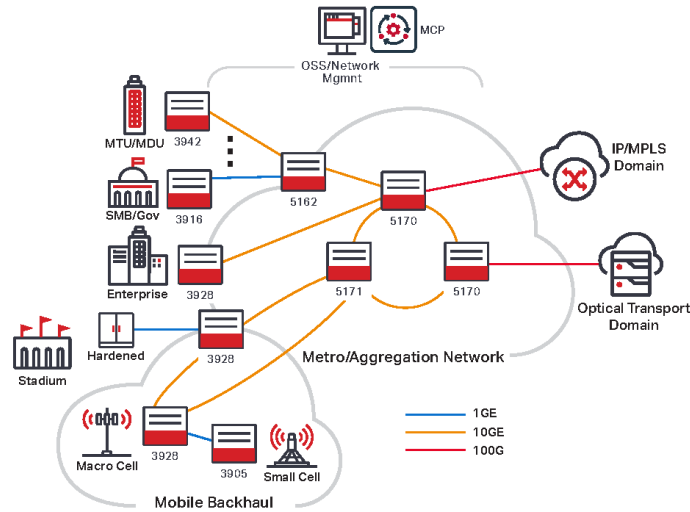 MCP
OSS/Network
Mgmnt
MTU/MDU
3942
IP/MPLS
Domain
SMB/Gov
3916
5162
5170
Enterprise
3928
5171
5170
Optical Transport
Domain
Stadium
Hardened
3928
Metro/Aggregation Network
Macro Cell
3928
3905
Small Cell
Mobile Backhaul
1GE
10GE
100G